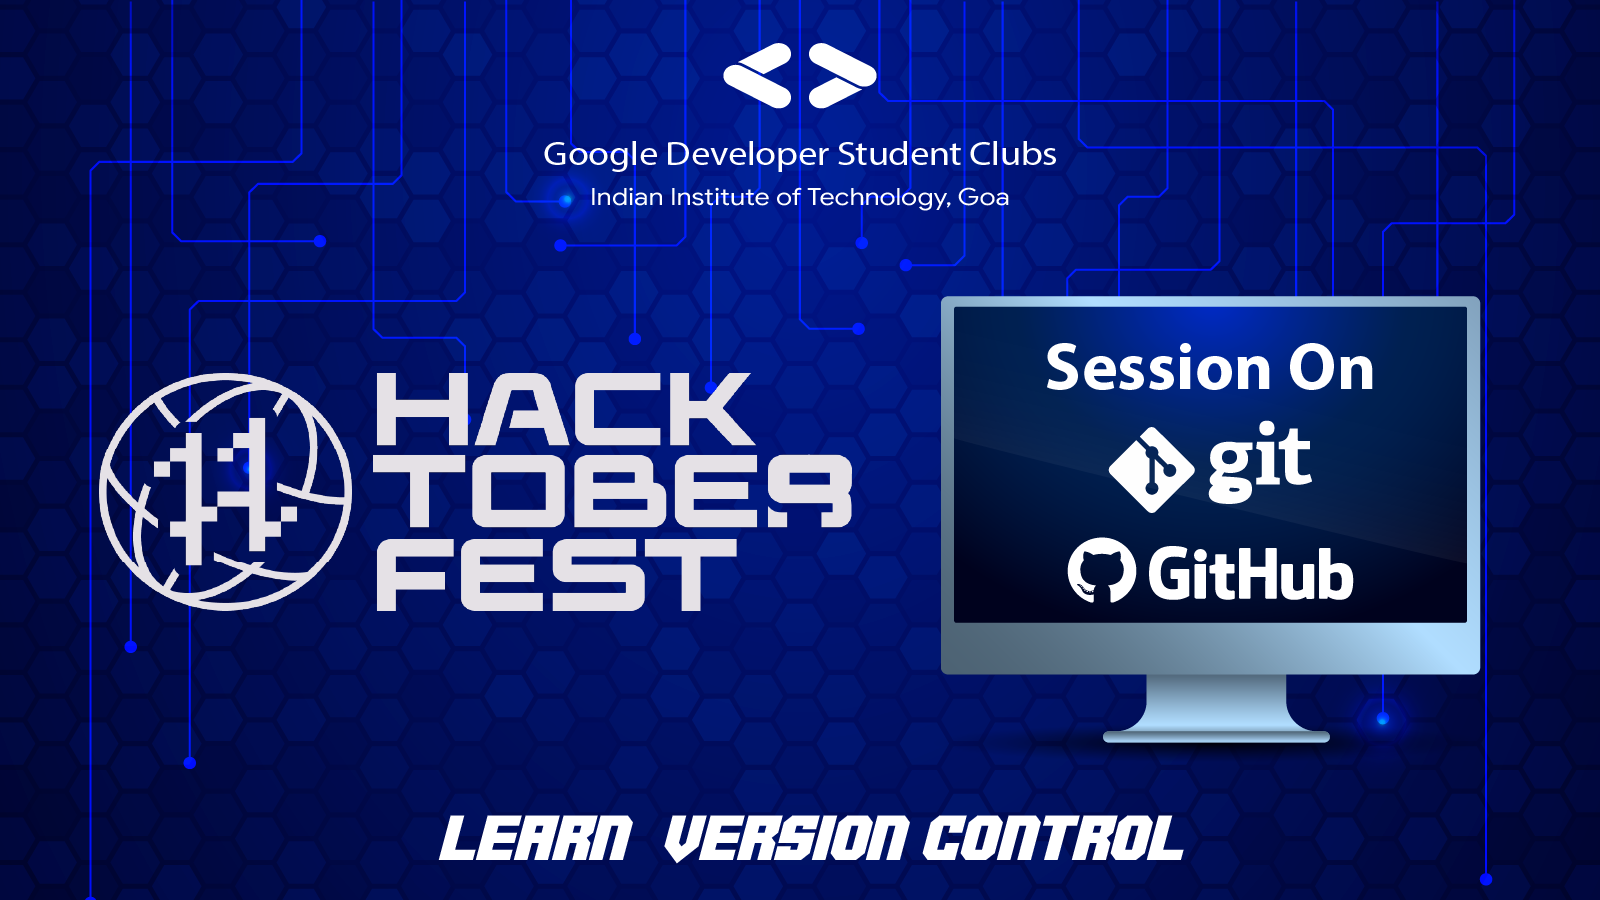 Google Developer Student Clubs
Indian Institute of Technology, Goa
HACK
TOBER
FEST
Session On
git
GitHub
LEARN VERSION CONTROL